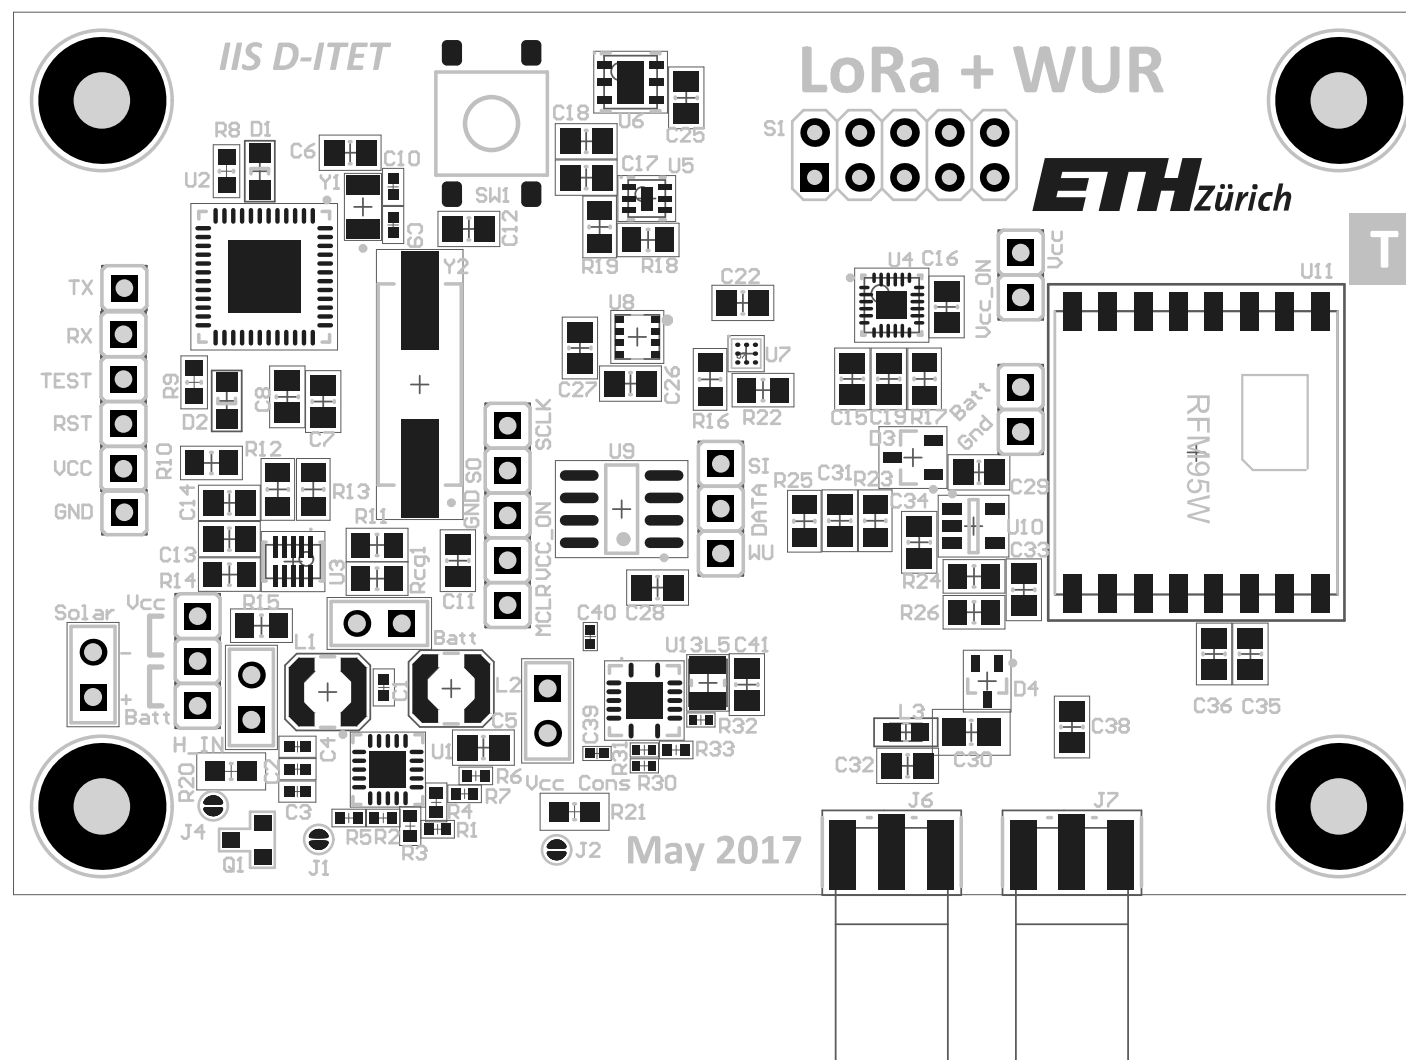 IIS D-ITET
LoRa + WUR
C18
U6
C25
S1
R8
D1
C6
C10
C17
U5
U2
Y1
SW1
C12
C9
R19
R18
ETH Zürich
T
Y2
C22
U4
C16
Vcc
Vcc_ON
U11
TX
U8
RX
U7
TEST
R9
D2
C8
C7
C27
C26
R16
R22
C15
C19
R17
Batt
Gnd
RST
SCLK
D3
RFM95W
R10
R12
VCC
SO
U9
SI
R25
C31
R23
C29
C14
R13
GND
GND
DATA
C34
U10
R11
VCC_ON
WU
C33
C13
U3
Rcg1
R14
C11
R24
MCLR
C28
R26
Solar
Vcc
R15
C40
-
L1
Batt
U13
L5
C41
+
Batt
C1
L2
D4
C36
C35
H_IN
C4
U1
C5
C39
R32
L3
C38
R20
C2
R6
R31
R33
C30
C32
R7
Vcc Cons
R30
C3
R4
J4
R5
R2
R1
R21
J6
J7
Q1
J1
R3
J2
May 2017